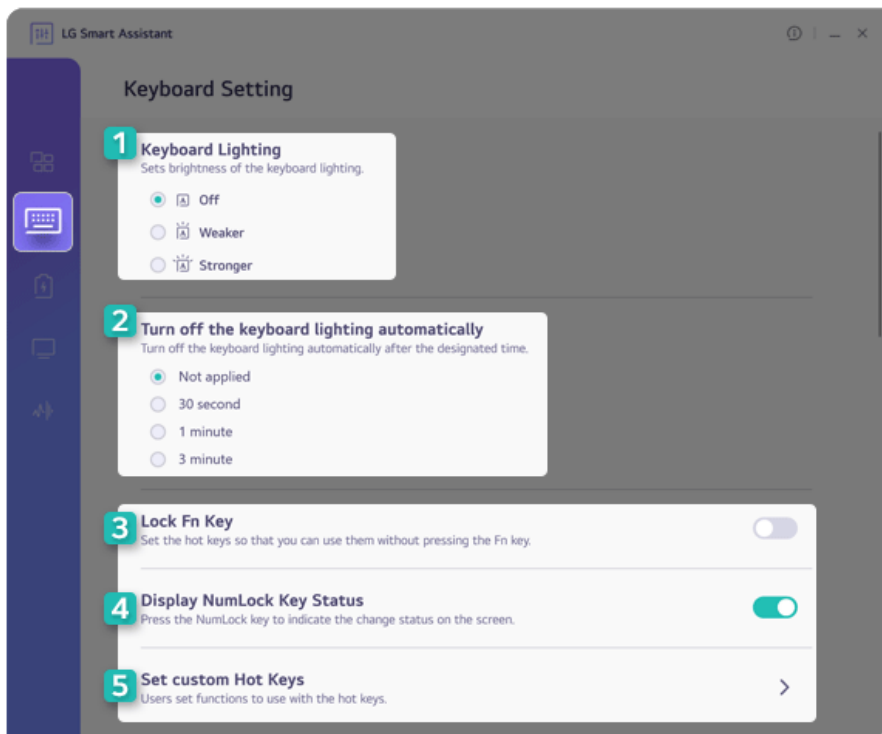 LG Smart Assistant
Keyboard Setting
1
Keyboard Lighting
Sets brightness of the keyboard lighting.
A Off
A Weaker
A Stronger
2
Turn off the keyboard lighting automatically
Turn off the keyboard lighting automatically after the designated time.
Not applied
30 second
1 minute
3 minute
3
Lock Fn Key
Set the hot keys so that you can use them without pressing the Fn key.
4
Display NumLock Key Status
Press the NumLock key to indicate the change status on the screen.
5
Set custom Hot Keys
Users set functions to use with the hot keys.